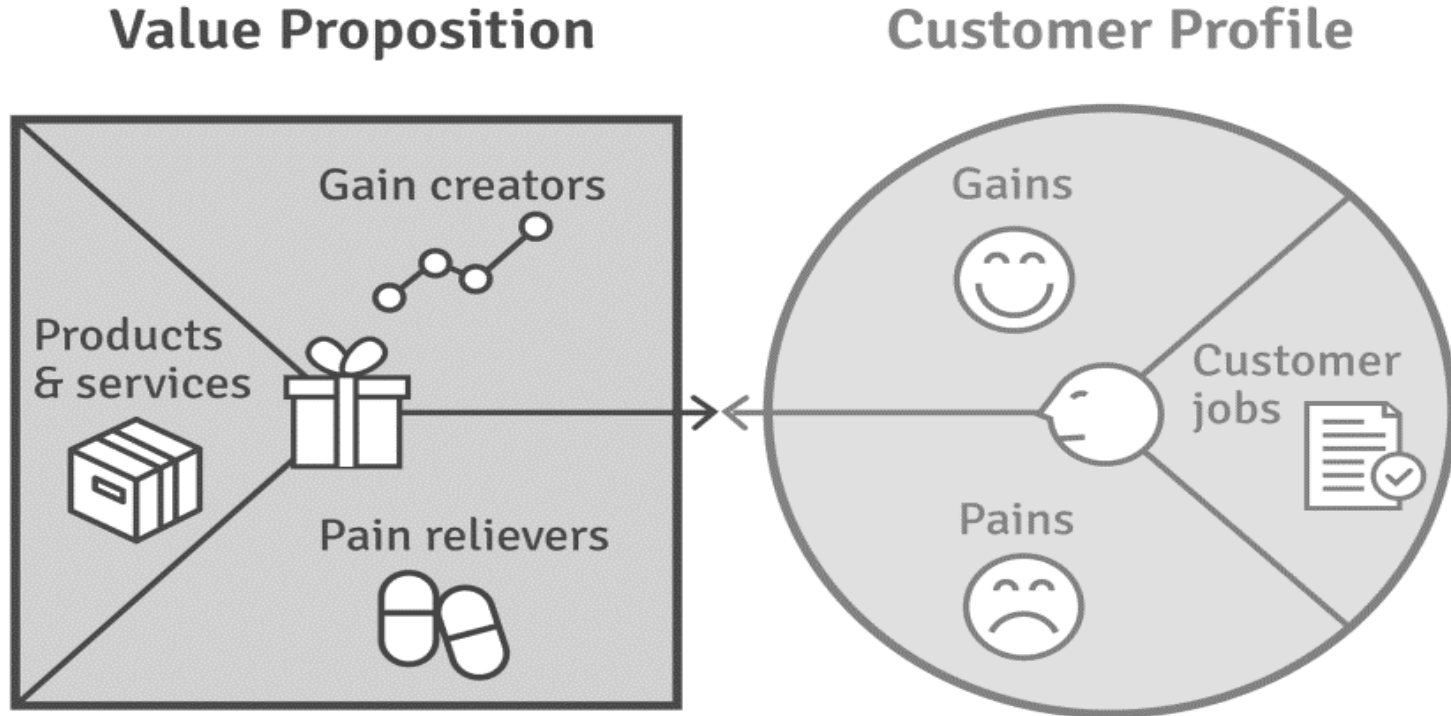 Value Proposition
Customer Profile
Gain creators
Products
& services
Pain relievers
Gains
Customer
jobs
Pains